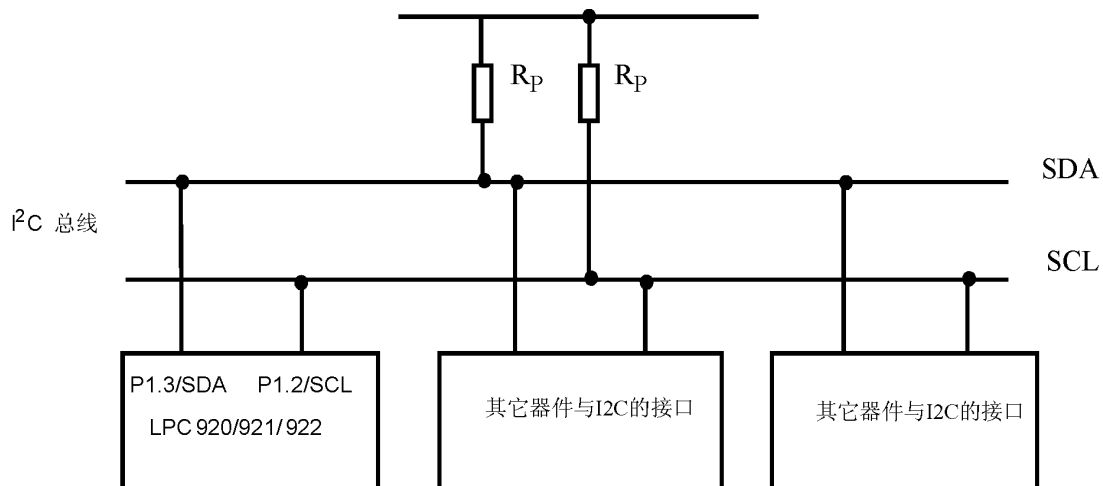 R_P R_P
SDA
I²C 总线
SCL
P1.3/SDA P1.2/SCL
LPC 920/921/922
其它器件与I2C的接口
其它器件与I2C的接口